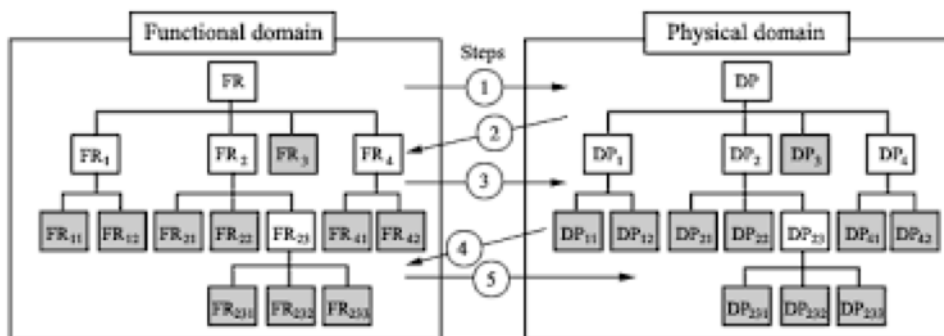 Functional domain Physical domain
Steps
FR 1 DP
2
FR₁ FR₂ FR₃ FR₄ DP₁ DP₂ DP₃ DP₄
3
FR₁₁ FR₁₂ FR₂₁ FR₂₂ FR₂₃ FR₄₁ FR₄₂ 4 DP₁₁ DP₁₂ DP₂₁ DP₂₂ DP₂₃ DP₄₁ DP₄₂
5
FR₂₃₁ FR₂₃₂ FR₂₃₃ DP₂₃₁ DP₂₃₂ DP₂₃₃